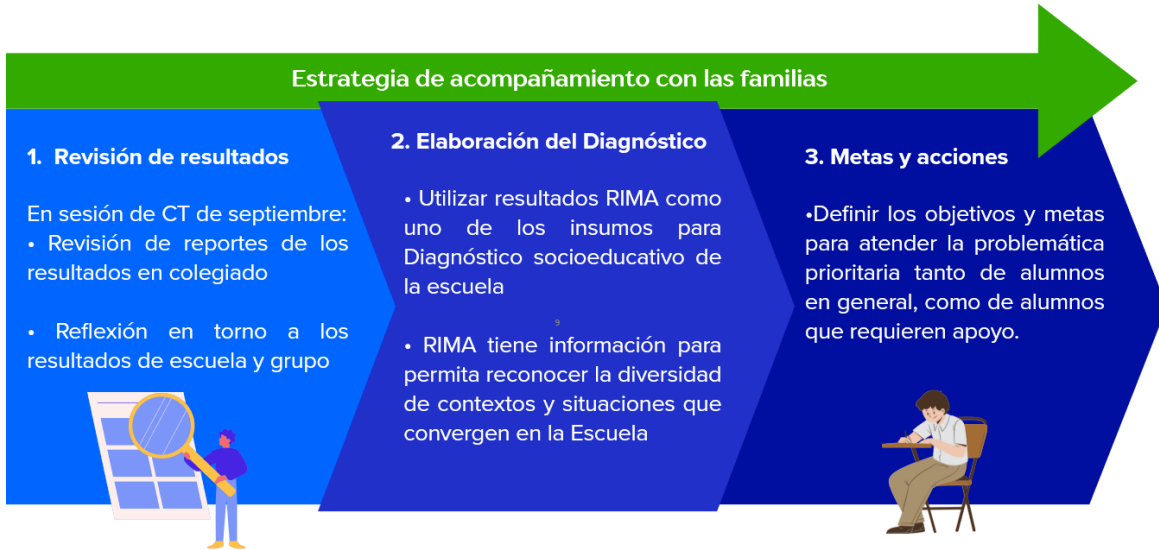 Estrategia de acompañamiento con las familias
1. Revisión de resultados
En sesión de CT de septiembre:
• Revisión de reportes de los
resultados en colegiado
• Reflexión en torno a los
resultados de escuela y grupo
2. Elaboración del Diagnóstico
• Utilizar resultados RIMA como
uno de los insumos para
Diagnóstico socioeducativo de
la escuela
9
• RIMA tiene información para
permita reconocer la diversidad
de contextos y situaciones que
convergen en la Escuela
3. Metas y acciones
•Definir los objetivos y metas
para atender la problemática
prioritaria tanto de alumnos
en general, como de alumnos
que requieren apoyo.